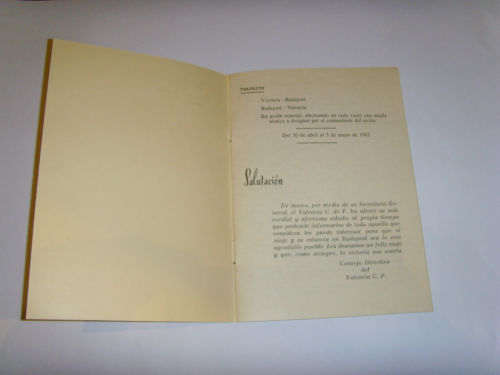 TRAYECTO
Valencia - Budapest
Budapest - Valencia
En avión especial, efectuando en cada vuelo una escala
técnica a designar por el comandante del avión.
Del 30 de abril al 3 de mayo de 1962
Salutación
De nuevo, por medio de su Secretaría Ge-
neral, el Valencia C. de F. les ofrece su más
cordial y afectuoso saludo, al propio tiempo
que pretende informarles de todo aquello que
considera les puede interesar para que el
viaje y su estancia en Budapest sea lo más
agradable posible. Les deseamos un feliz viaje
y que, como siempre, la victoria nos sonría.
Consejo Directivo
del
Valencia C. F.